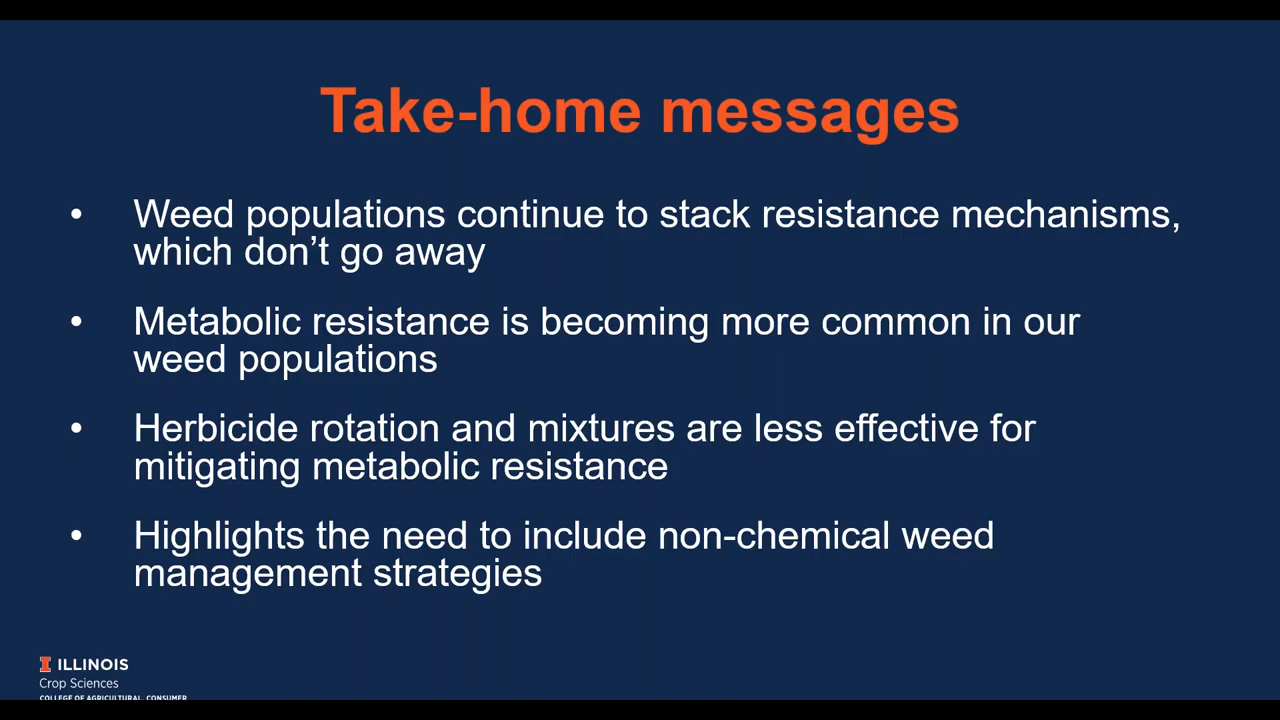 Take-home messages
• Weed populations continue to stack resistance mechanisms,
which don’t go away
• Metabolic resistance is becoming more common in our
weed populations
• Herbicide rotation and mixtures are less effective for
mitigating metabolic resistance
• Highlights the need to include non-chemical weed
management strategies
I ILLINOIS
Crop Sciences
COLLEGE OF AGRICULTURAL, CONSUMER